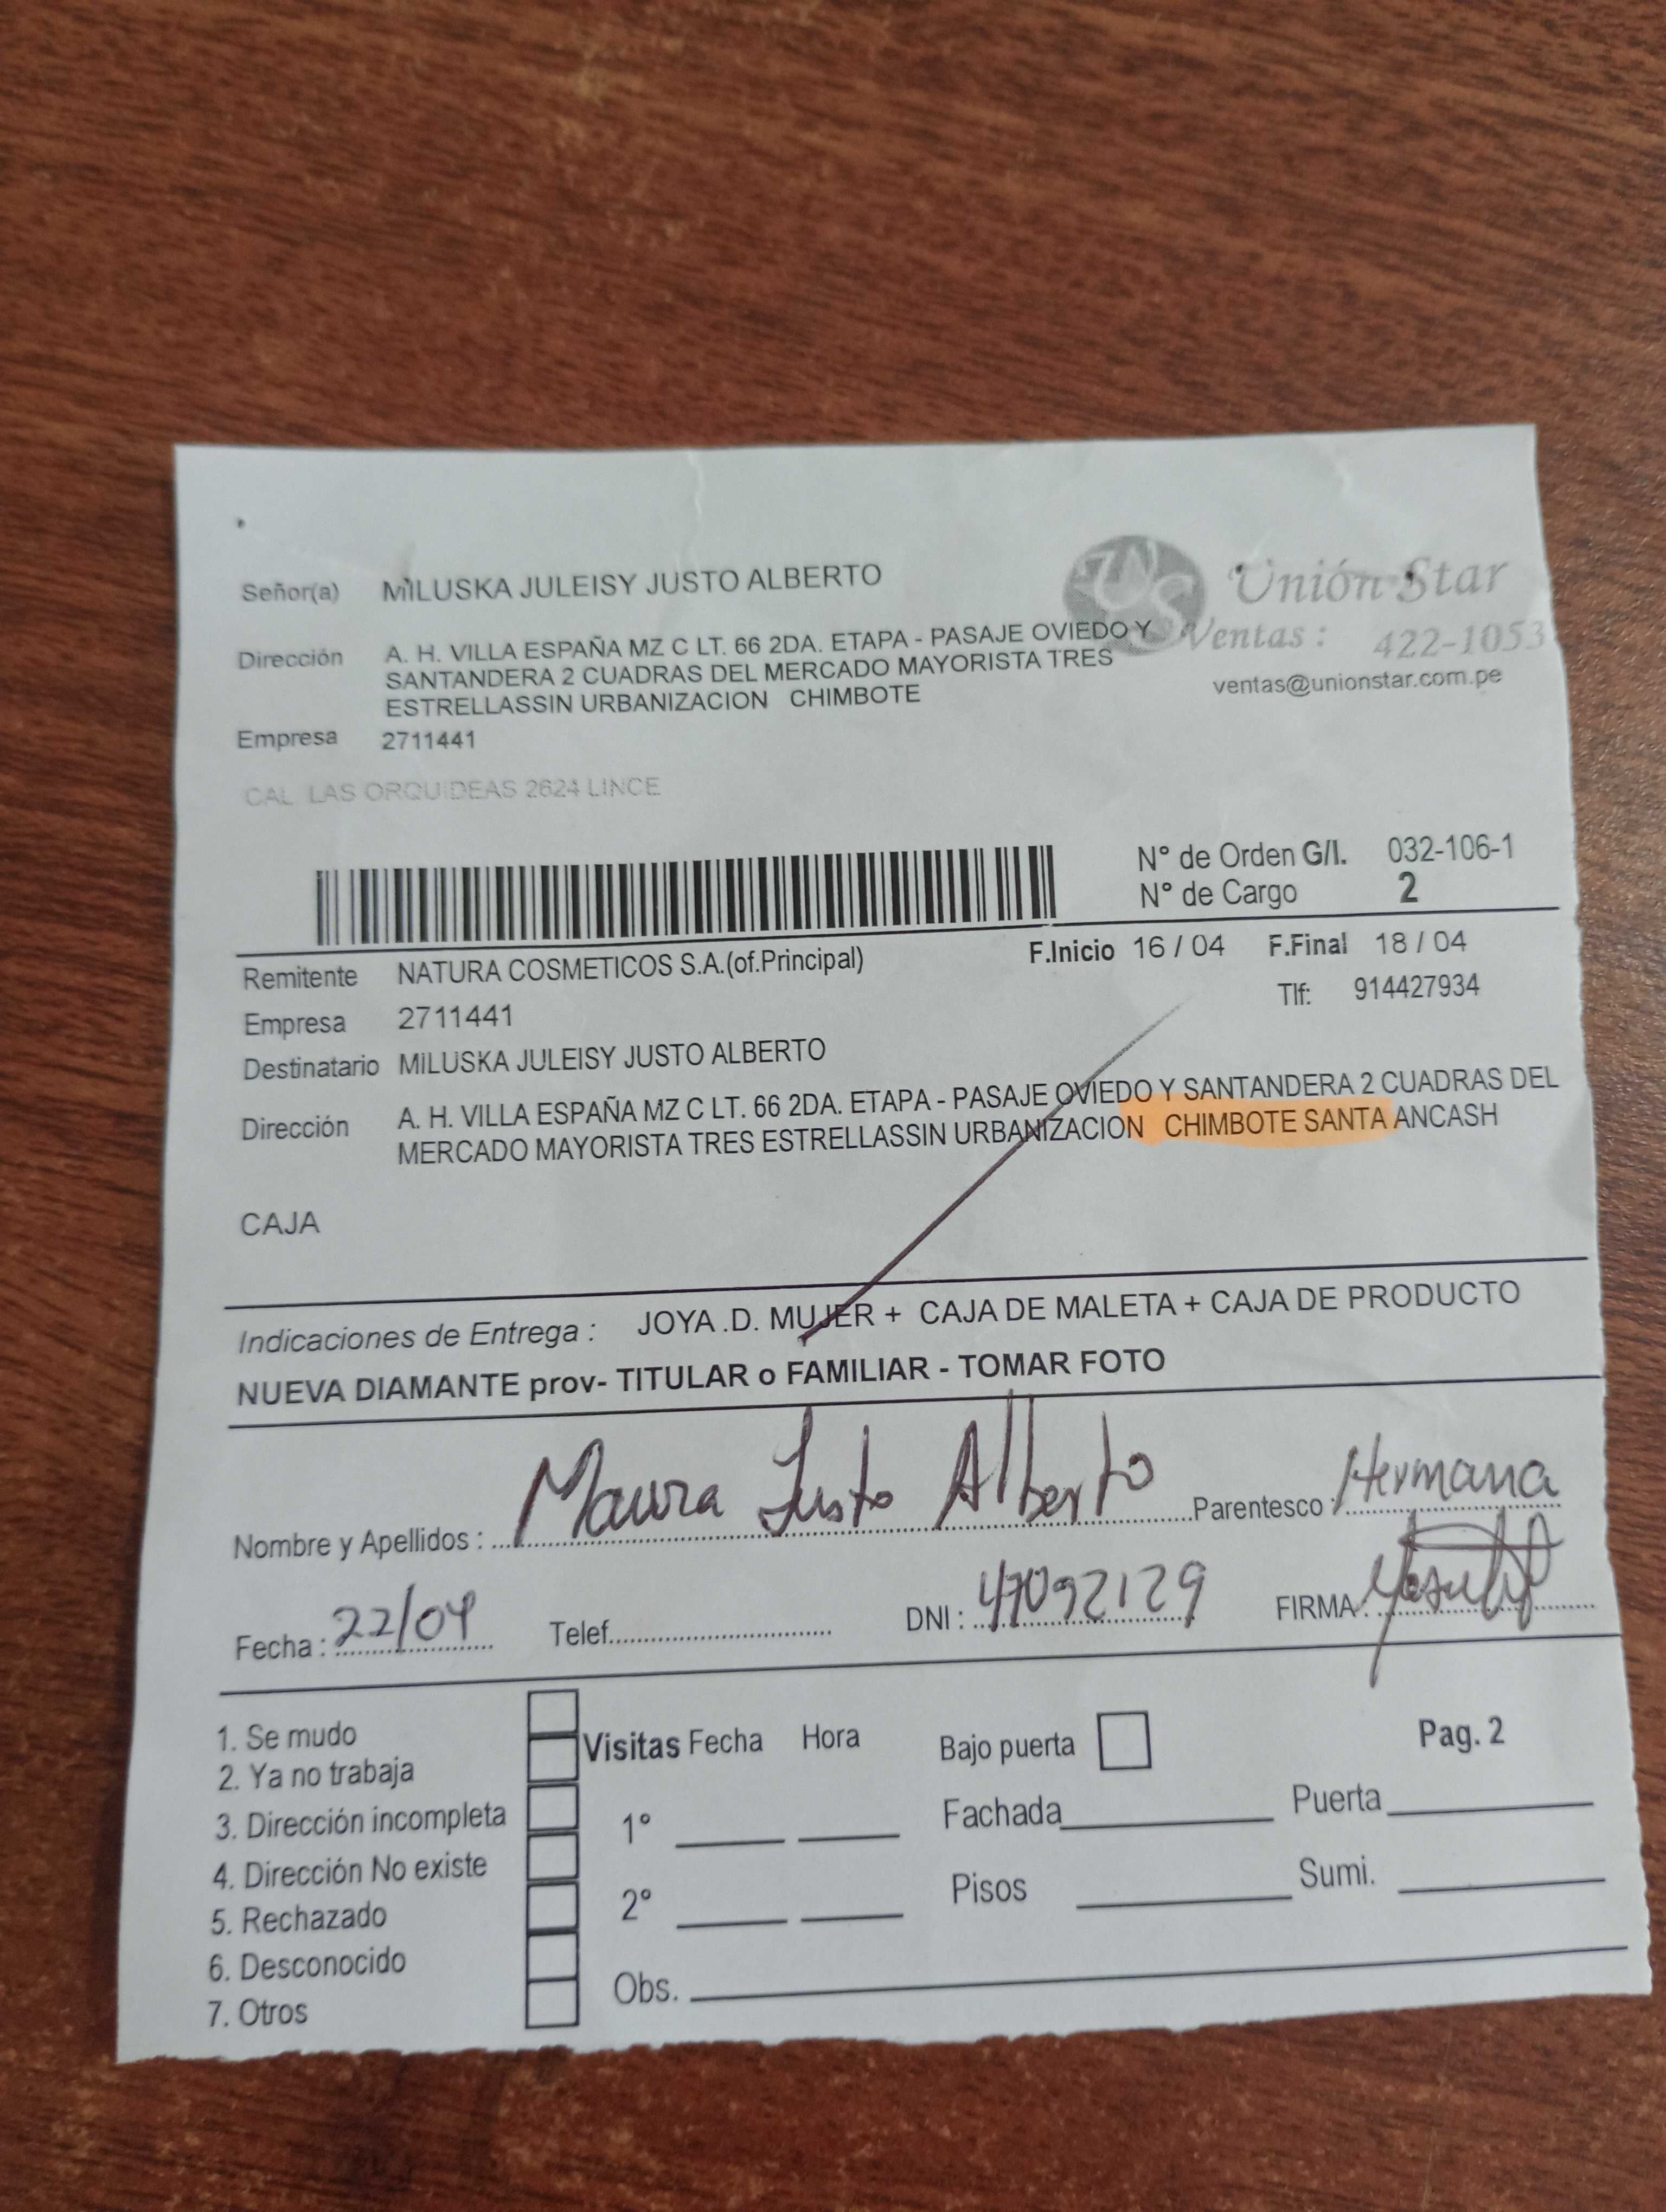 Señor(a) MILUSKA JULEISY JUSTO ALBERTO
US Unión Star
Dirección A. H. VILLA ESPAÑA MZ C LT. 66 2DA. ETAPA - PASAJE OVIEDO Y
SANTANDERA 2 CUADRAS DEL MERCADO MAYORISTA TRES
ESTRELLASSIN URBANIZACION CHIMBOTE
Ventas : 422-1053
ventas@unionstar.com.pe
Empresa 2711441
CAL LAS ORQUIDEAS 2624 LINCE
N° de Orden G/I. 032-106-1
N° de Cargo 2
Remitente NATURA COSMETICOS S.A.(of.Principal) F.Inicio 16 / 04 F.Final 18 / 04
Empresa 2711441 Tlf: 914427934
Destinatario MILUSKA JULEISY JUSTO ALBERTO
Dirección A. H. VILLA ESPAÑA MZ C LT. 66 2DA. ETAPA - PASAJE OVIEDO Y SANTANDERA 2 CUADRAS DEL
MERCADO MAYORISTA TRES ESTRELLASSIN URBANIZACION CHIMBOTE SANTA ANCASH
CAJA
Indicaciones de Entrega : JOYA .D. MUJER + CAJA DE MALETA + CAJA DE PRODUCTO
NUEVA DIAMANTE prov- TITULAR o FAMILIAR - TOMAR FOTO
Nombre y Apellidos : Maura Justo Alberto Parentesco : Hermana
Fecha : 22/04 Telef. DNI : 47092129 FIRMA :
1. Se mudo
2. Ya no trabaja
3. Dirección incompleta
4. Dirección No existe
5. Rechazado
6. Desconocido
7. Otros
Visitas Fecha Hora
1°
2°
Obs.
Bajo puerta
Pag. 2
Fachada Puerta
Pisos Sumi.